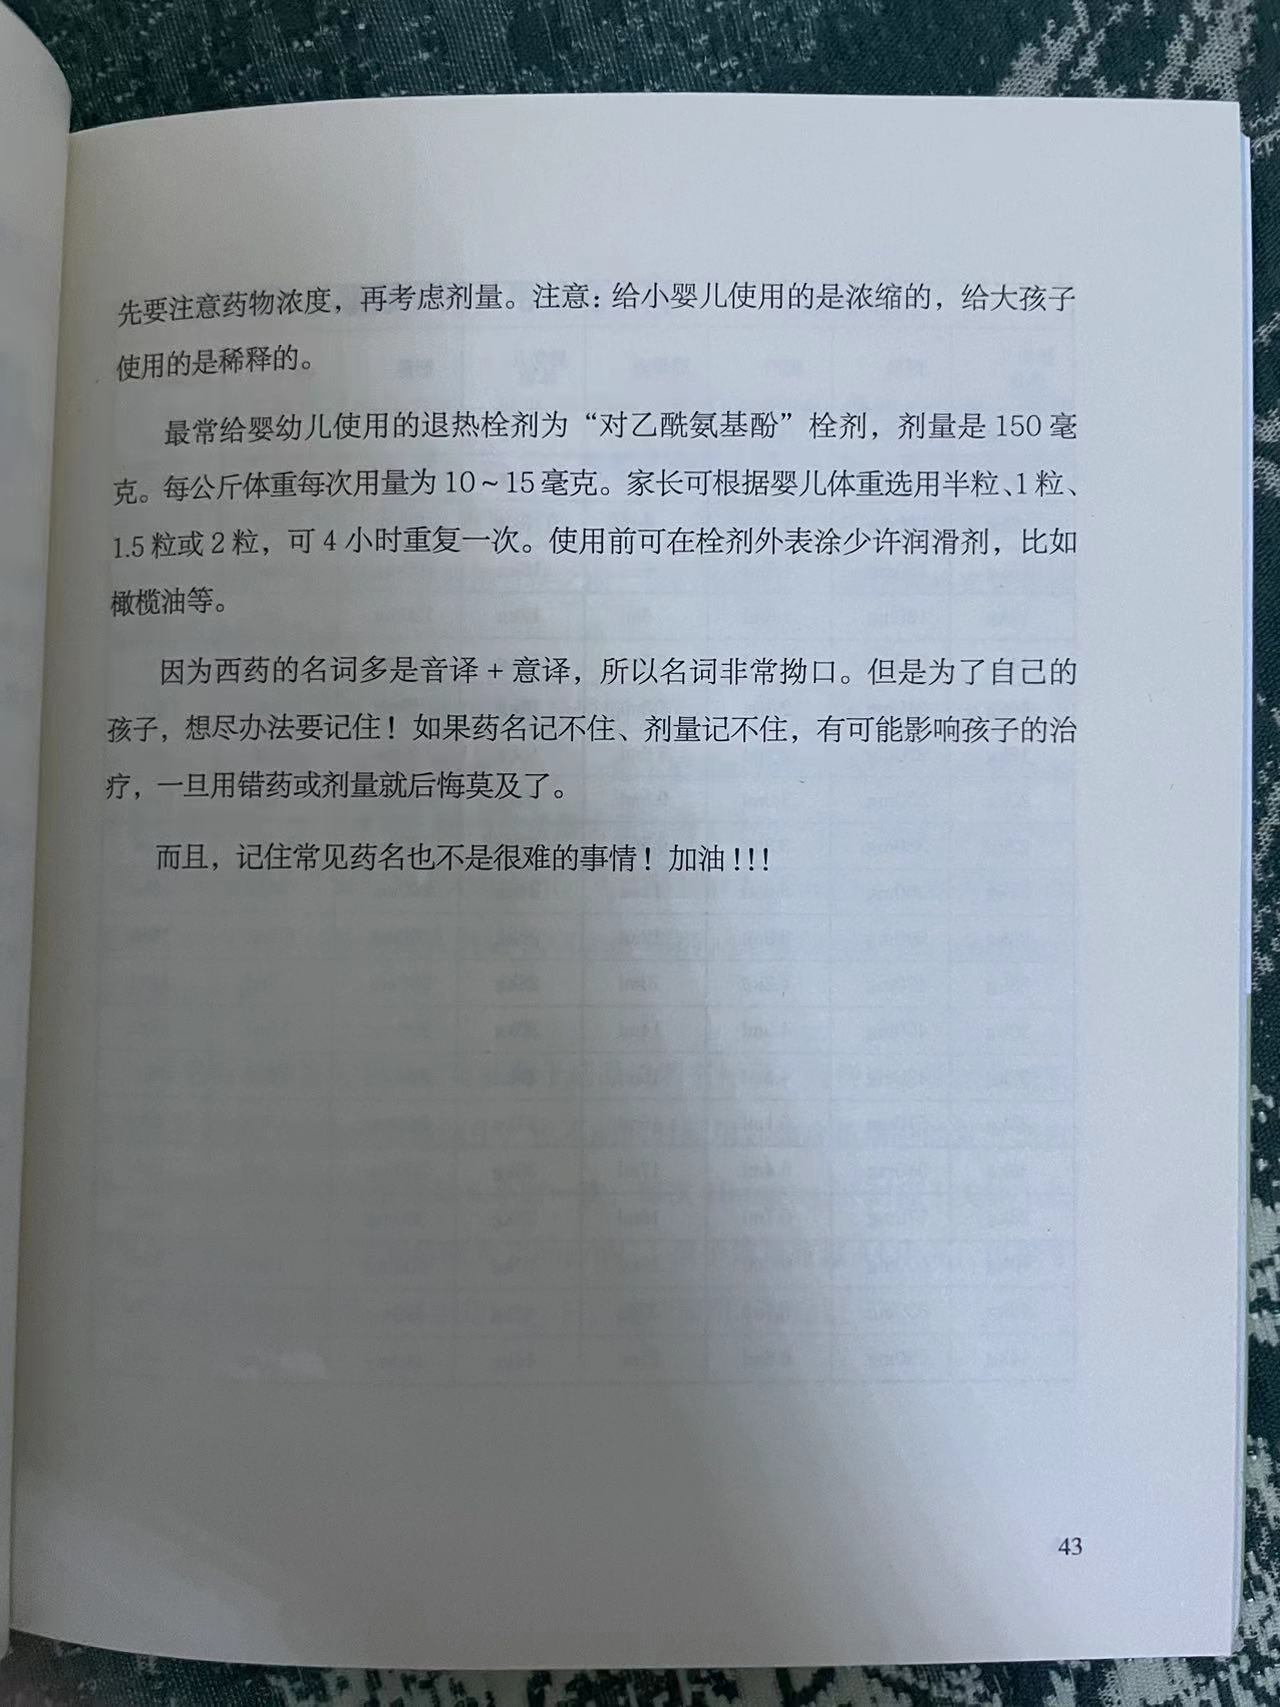 先要注意药物浓度，再考虑剂量。注意：给小婴儿使用的是浓缩的，给大孩子
使用的是稀释的。
最常给婴幼儿使用的退热栓剂为“对乙酰氨基酚”栓剂，剂量是 150 毫
克。每公斤体重每次用量为 10～15 毫克。家长可根据婴儿体重选用半粒、1 粒、
1.5 粒或 2 粒，可 4 小时重复一次。使用前可在栓剂外表涂少许润滑剂，比如
橄榄油等。
因为西药的名词多是音译 + 意译，所以名词非常拗口。但是为了自己的
孩子，想尽办法要记住！如果药名记不住、剂量记不住，有可能影响孩子的治
疗，一旦用错药或剂量就后悔莫及了。
而且，记住常见药名也不是很难的事情！加油！！！
43